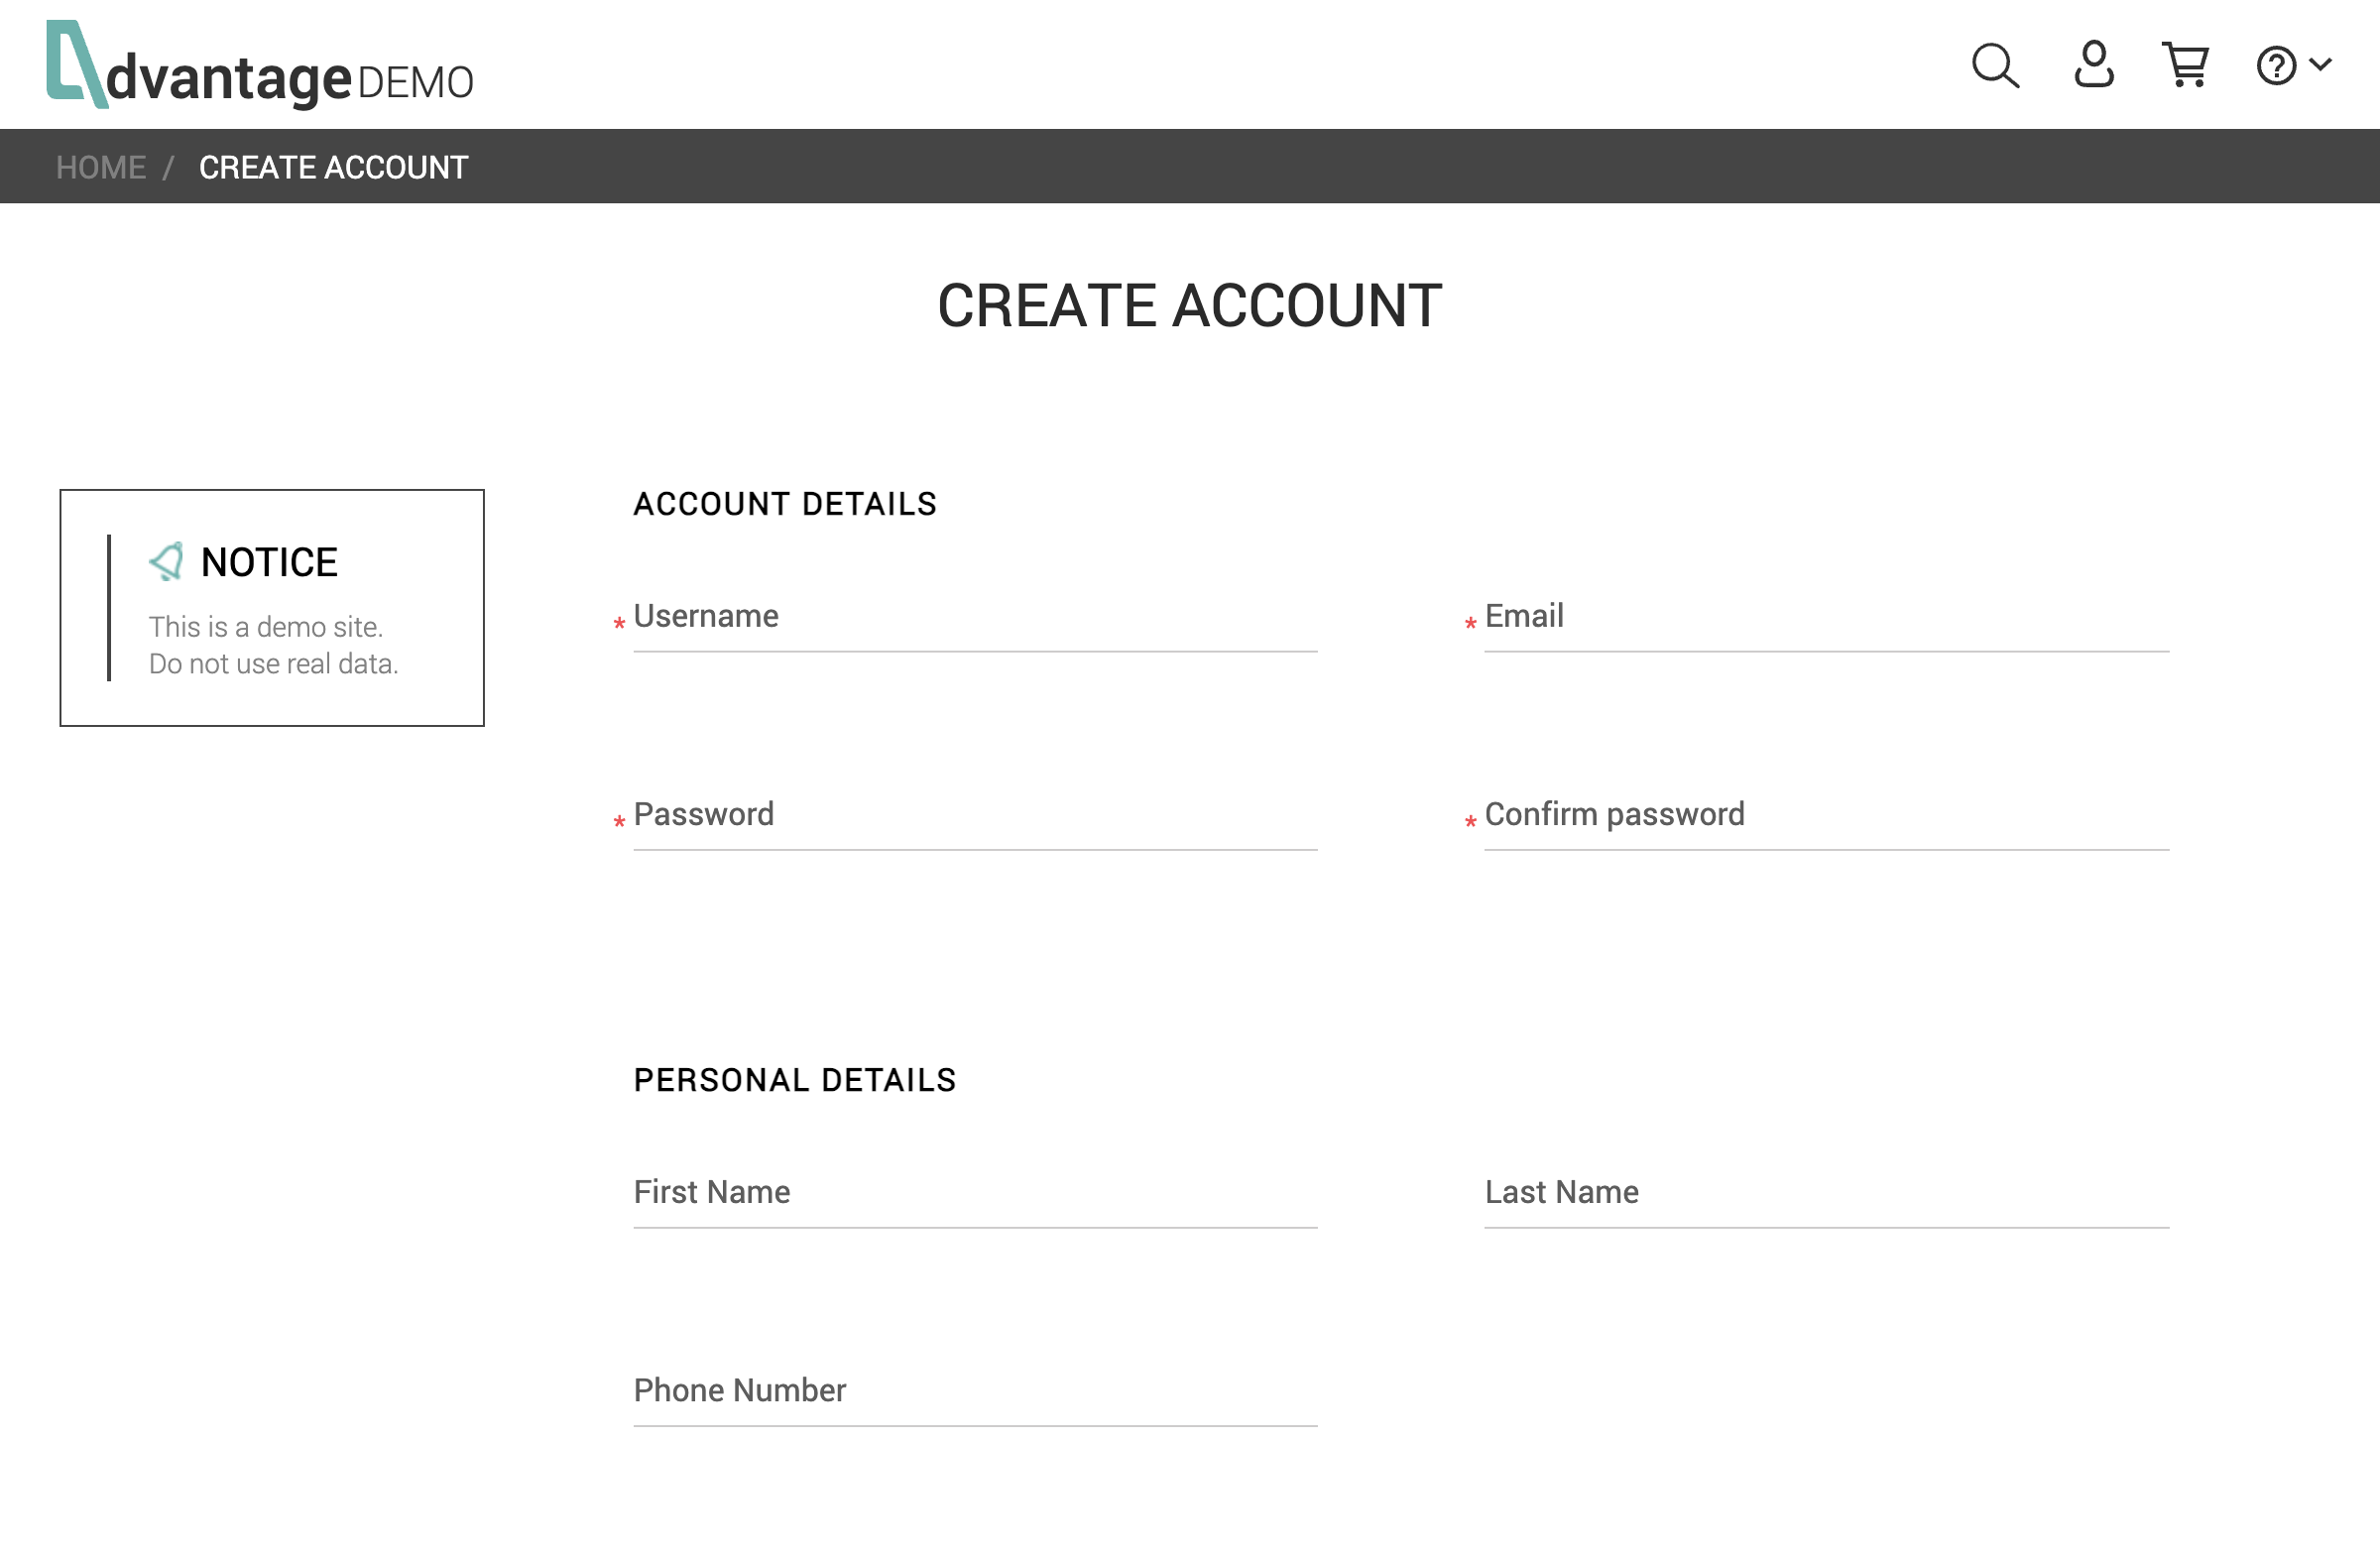 Advantage DEMO
HOME / CREATE ACCOUNT
CREATE ACCOUNT
NOTICE
This is a demo site.
Do not use real data.
ACCOUNT DETAILS
* Username
* Email
* Password
* Confirm password
PERSONAL DETAILS
First Name
Last Name
Phone Number